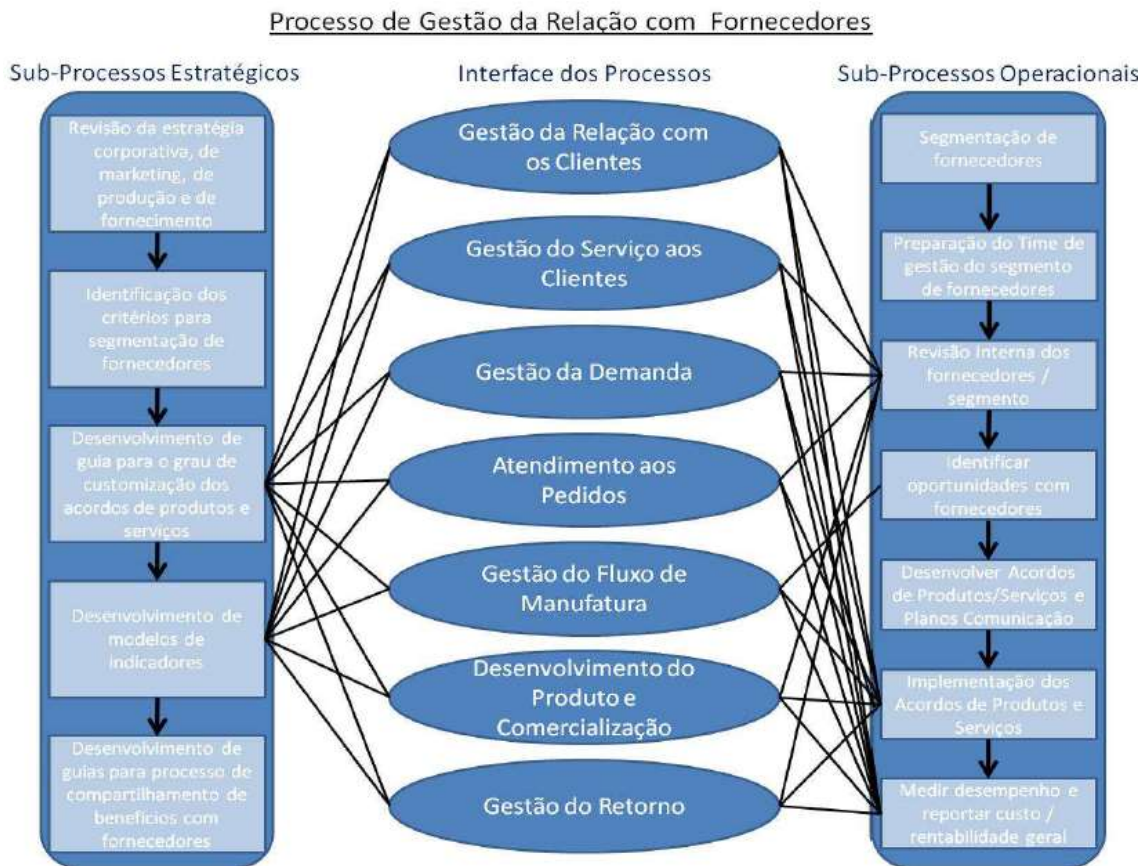 Processo de Gestão da Relação com Fornecedores
Sub-Processos Estratégicos
Revisão da estratégia
corporativa, de
marketing, de
produção e de
fornecimento
Identificação dos
critérios para
segmentação de
fornecedores
Desenvolvimento de
guia para o grau de
customização dos
acordos de produtos e
serviços
Desenvolvimento de
modelos de
indicadores
Desenvolvimento de
guias para processo de
compartilhamento de
benefícios com
fornecedores
Interface dos Processos
Gestão da Relação com
os Clientes
Gestão do Serviço aos
Clientes
Gestão da Demanda
Atendimento aos
Pedidos
Gestão do Fluxo de
Manufatura
Desenvolvimento do
Produto e
Comercialização
Gestão do Retorno
Sub-Processos Operacionais
Segmentação de
fornecedores
Preparação do Time de
gestão do segmento
de fornecedores
Revisão Interna dos
fornecedores /
segmento
Identificar
oportunidades com
fornecedores
Desenvolver Acordos
de Produtos/Serviços e
Planos Comunicação
Implementação dos
Acordos de Produtos e
Serviços
Medir desempenho e
reportar custo /
rentabilidade geral